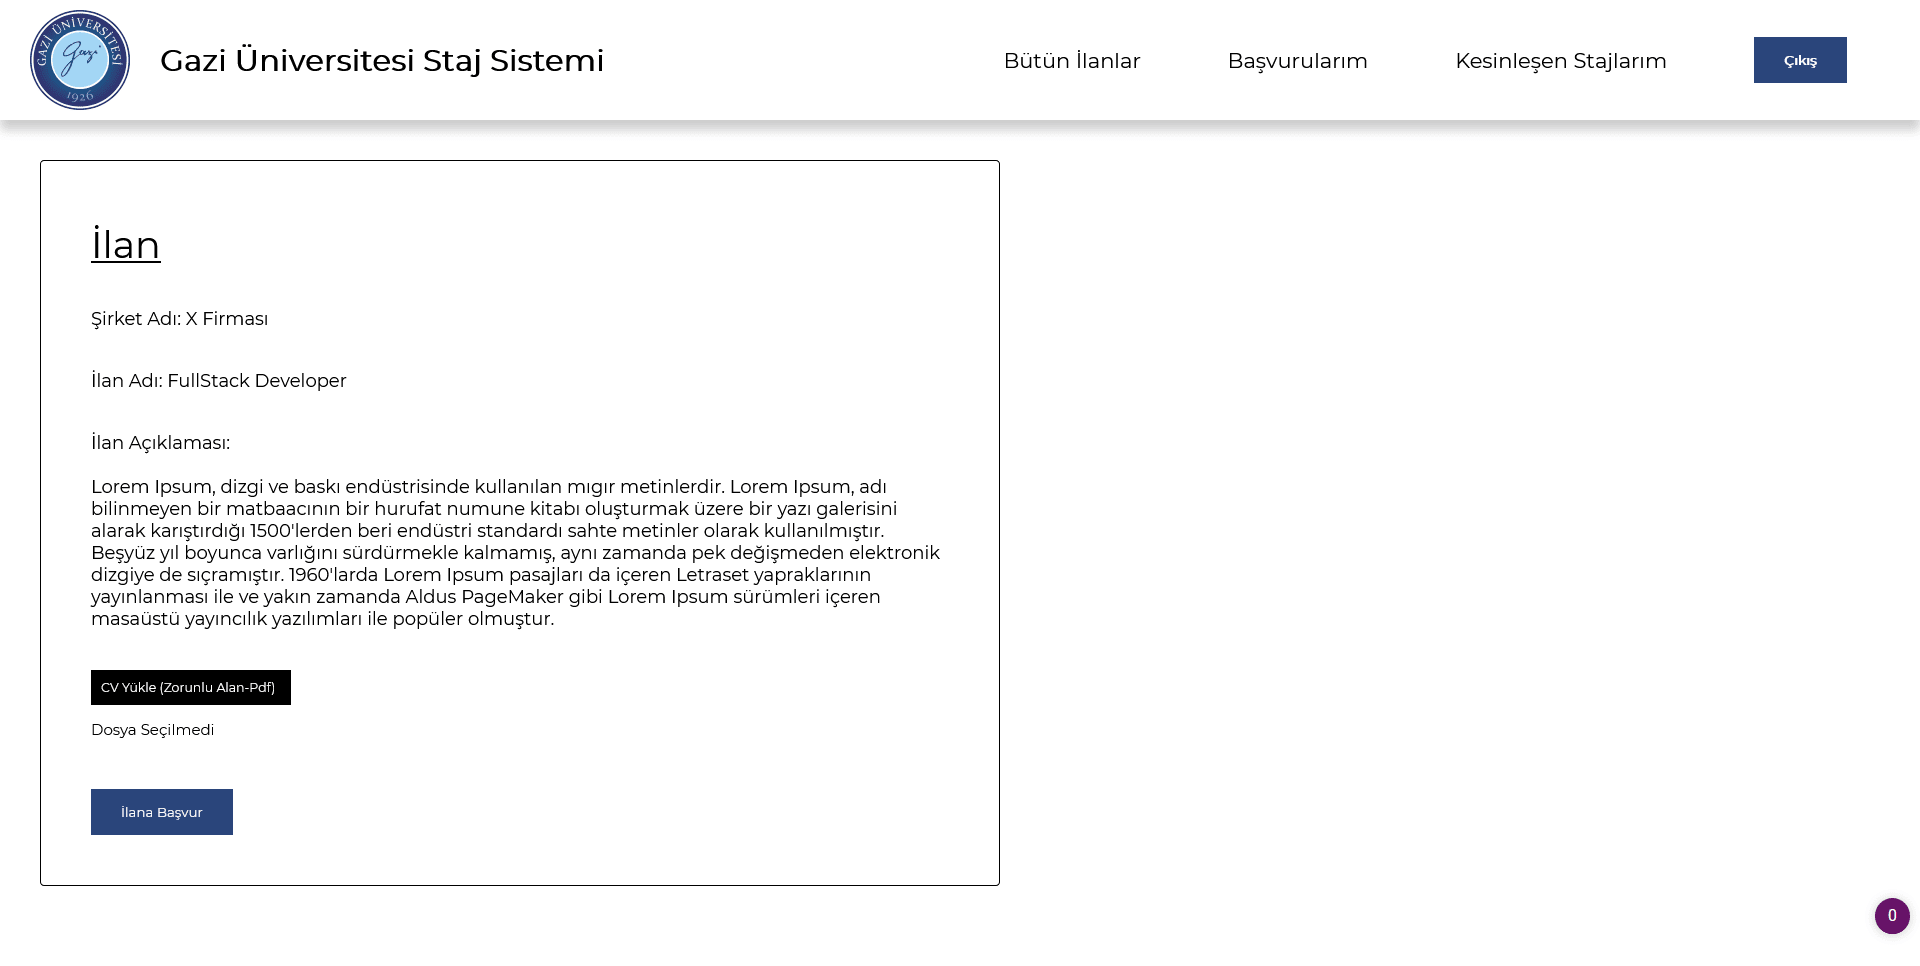 GAZİ ÜNİVERSİTESİ
gazi
1926
Gazi Üniversitesi Staj Sistemi
Bütün İlanlar
Başvurularım
Kesinleşen Stajlarım
Çıkış
İlan
Şirket Adı: X Firması
İlan Adı: FullStack Developer
İlan Açıklaması:
Lorem Ipsum, dizgi ve baskı endüstrisinde kullanılan mıgır metinlerdir. Lorem Ipsum, adı
bilinmeyen bir matbaacının bir hurufat numune kitabı oluşturmak üzere bir yazı galerisini
alarak karıştırdığı 1500'lerden beri endüstri standardı sahte metinler olarak kullanılmıştır.
Beşyüz yıl boyunca varlığını sürdürmekle kalmamış, aynı zamanda pek değişmeden elektronik
dizgiye de sıçramıştır. 1960'larda Lorem Ipsum pasajları da içeren Letraset yapraklarının
yayınlanması ile ve yakın zamanda Aldus PageMaker gibi Lorem Ipsum sürümleri içeren
masaüstü yayıncılık yazılımları ile popüler olmuştur.
CV Yükle (Zorunlu Alan-Pdf)
Dosya Seçilmedi
İlana Başvur
0